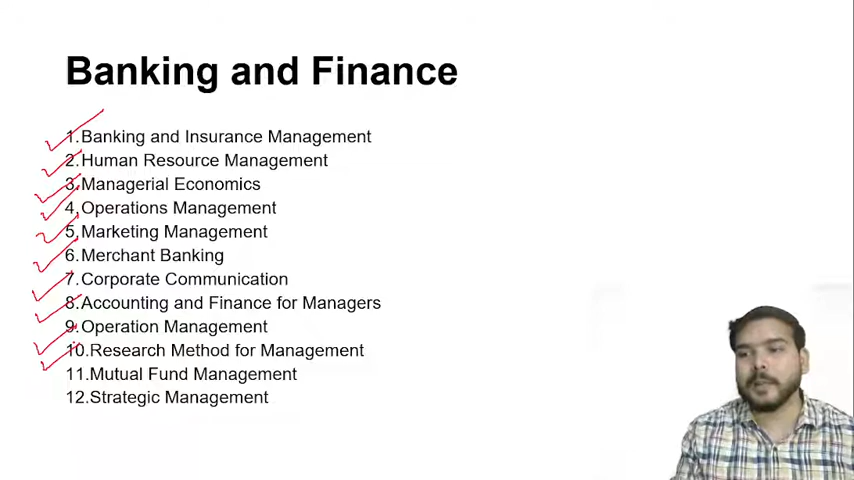 Banking and Finance
1.Banking and Insurance Management
2.Human Resource Management
3.Managerial Economics
4.Operations Management
5.Marketing Management
6.Merchant Banking
7.Corporate Communication
8.Accounting and Finance for Managers
9.Operation Management
10.Research Method for Management
11.Mutual Fund Management
12.Strategic Management